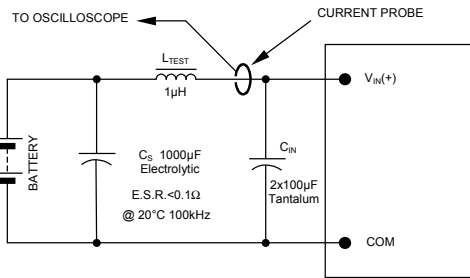 TO OSCILLOSCOPE
CURRENT PROBE
LTEST
1µH
VIN(+)
BATTERY
CS 1000µF
Electrolytic
E.S.R.<0.1Ω
@ 20°C 100kHz
CIN
2x100µF
Tantalum
COM